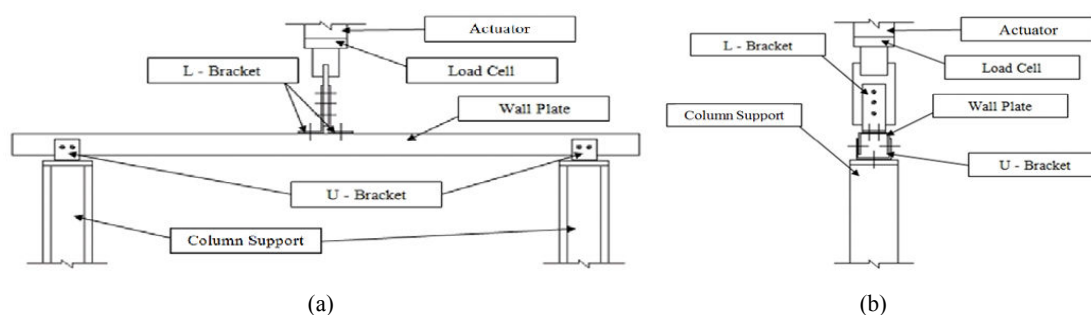 Actuator
L - Bracket
Load Cell
Wall Plate
U - Bracket
Column Support
(a)
Actuator
L - Bracket
Load Cell
Wall Plate
Column Support
U - Bracket
(b)